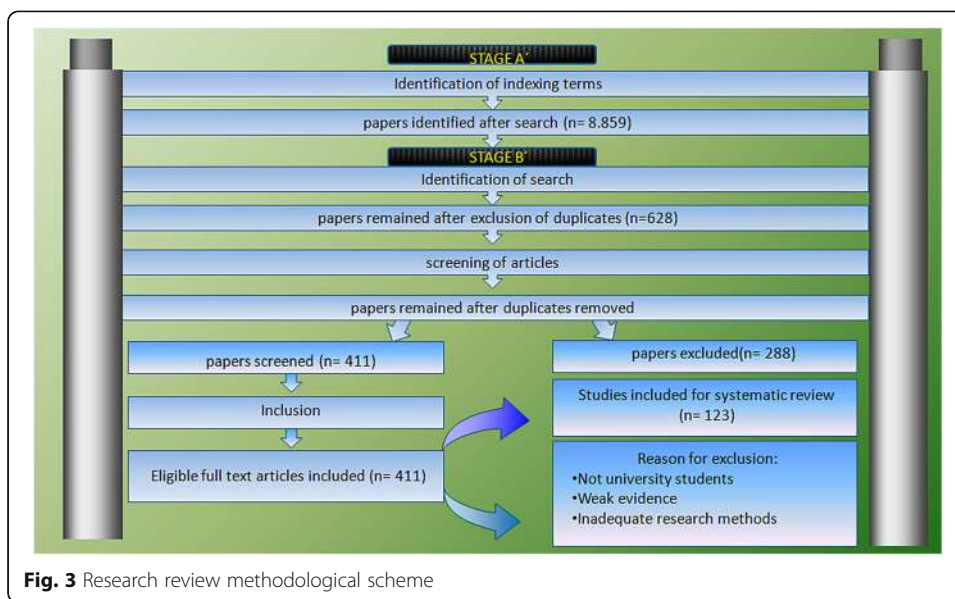 STAGE A´
Identification of indexing terms
papers identified after search (n= 8.859)
STAGE B´
Identification of search
papers remained after exclusion of duplicates (n=628)
screening of articles
papers remained after duplicates removed
papers screened (n= 411)
Inclusion
Eligible full text articles included (n= 411)
papers excluded(n= 288)
Studies included for systematic review
(n= 123)
Reason for exclusion:
•Not university students
•Weak evidence
•Inadequate research methods
Fig. 3 Research review methodological scheme